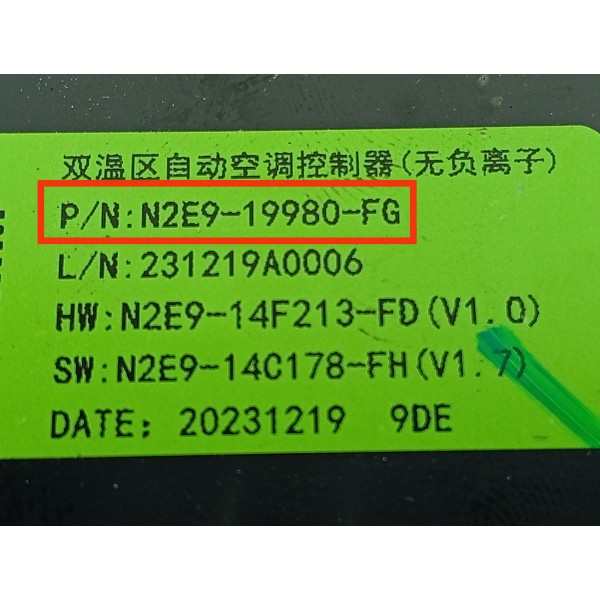 双温区自动空调控制器(无负离子)
P/N:N2E9-19980-FG
L/N:231219A0006
HW:N2E9-14F213-FD(V1.0)
SW:N2E9-14C178-FH(V1.7)
DATE: 20231219 9DE